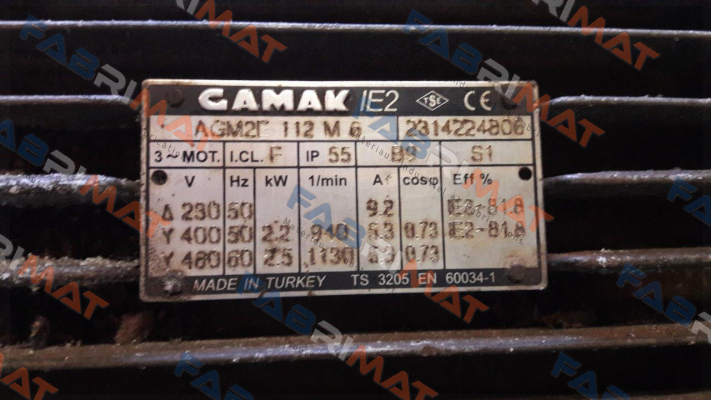 GAMAK IE2 TSE CE
112 M 6 2314224806
3~MOT. I.CL. F IP 55 S1
V Hz kW 1/min A cosφ Eff %
Δ 230 50 9.2 81.8
Y 400 50 2.2 940 5.3 0.73 IE2-81.8
Y 460 60 2.5 1130 0.73
MADE IN TURKEY TS 3205 EN 60034-1
FABRIMAT